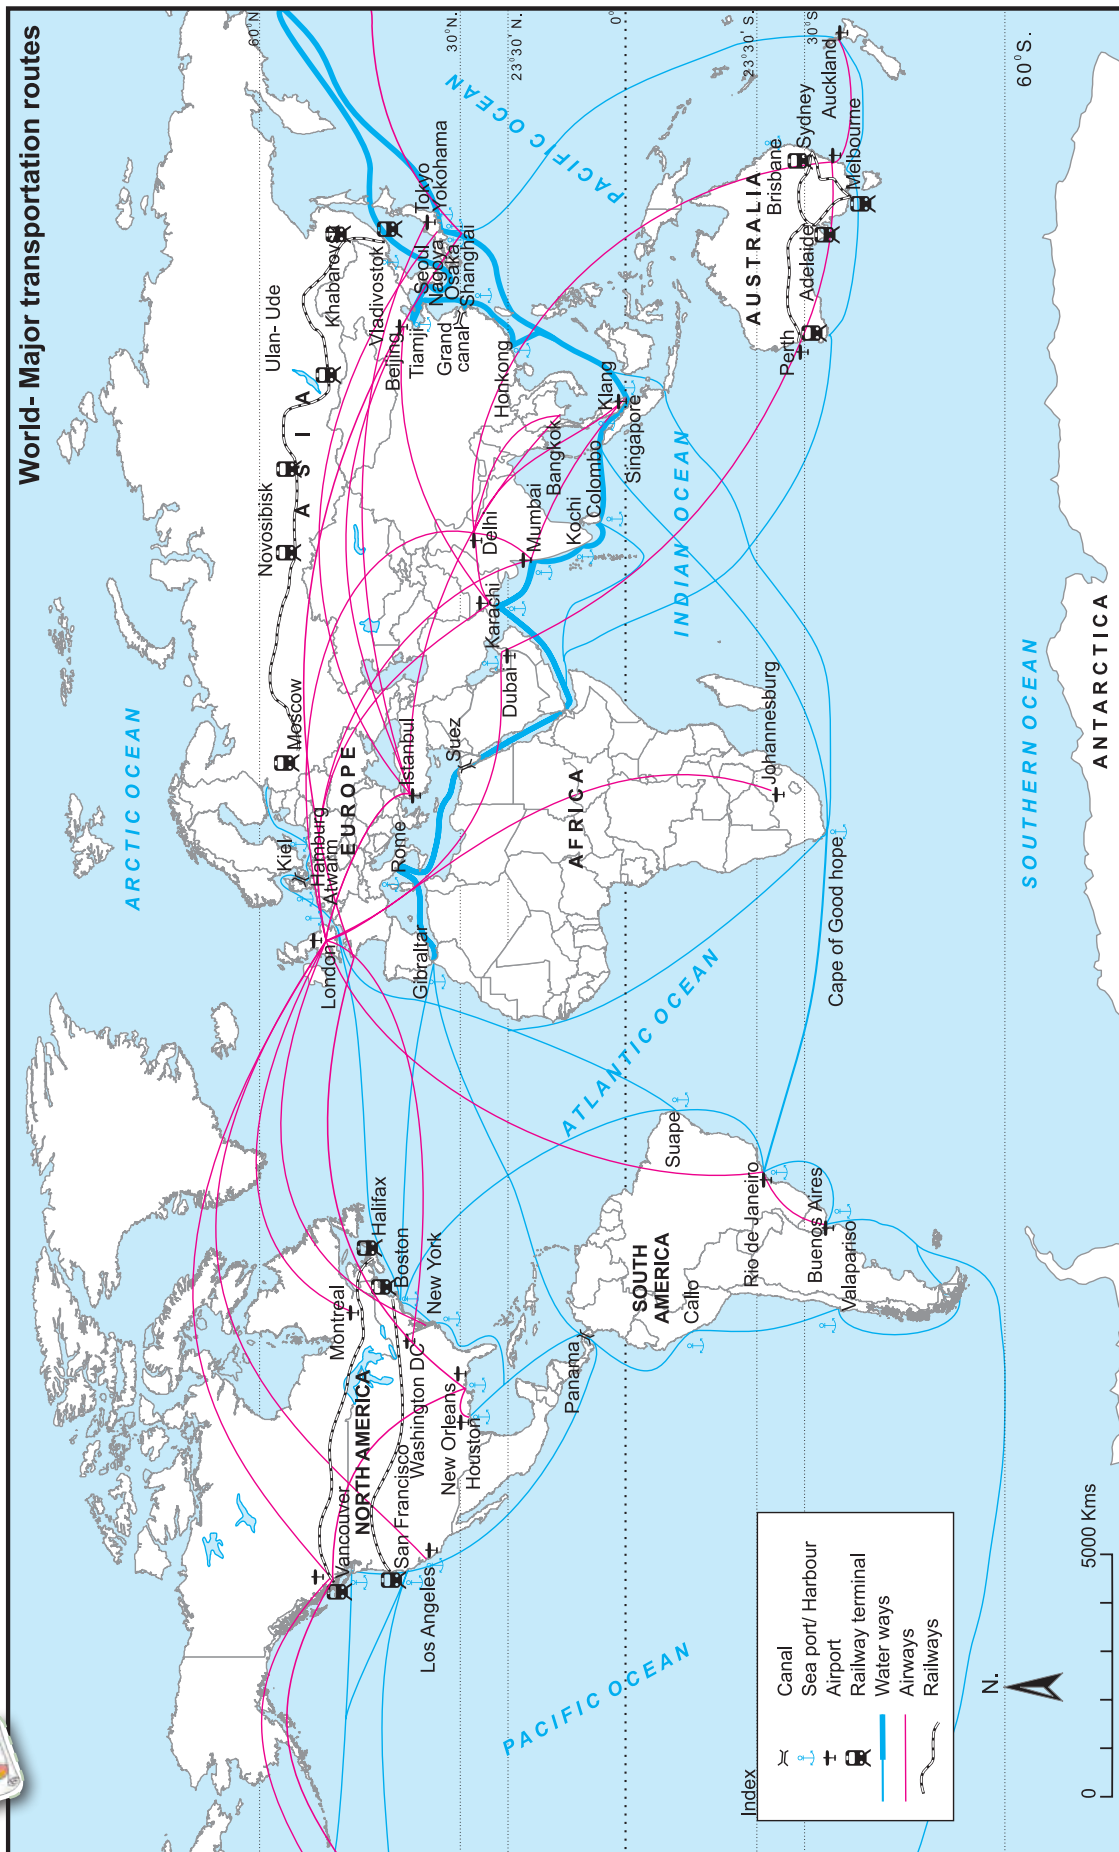 World- Major transportation routes
ARCTIC OCEAN
60°N
30°N.
23°30' N.
0°
23°30' S.
30°S
60°S.
PACIFIC OCEAN
ASIA
Ulan- Ude
Khabarovs
Vladivostok
Novosibisk
Moscow
Beijing
Tiamji
Seoul
Nagoya
Osaka
Shanghai
Tokyo
Yokohama
Grand
canal
Honkong
Klang
Singapore
Bangkok
Colombo
Kochi
Mumbai
Delhi
Karachi
Dubai
Suez
Istanbul
EUROPE
Kiel
Hamburg
Atwarm
London
Rome
Gibraltar
AFRICA
Johannesburg
Cape of Good hope
INDIAN OCEAN
AUSTRALIA
Brisbane
Sydney
Auckland
Melbourne
Adelaide
Perth
ATLANTIC OCEAN
SOUTHERN OCEAN
ANTARCTICA
NORTH AMERICA
Halifax
Boston
New York
Montreal
Washington DC
New Orleans
Houston
Vancouver
San Francisco
Los Angeles
Panama
SOUTH
AMERICA
Suape
Rio de Janeiro
Buenos Aires
Valapariso
Callo
PACIFIC OCEAN
Index
Canal
Sea port/ Harbour
Airport
Railway terminal
Water ways
Airways
Railways
N.
0
5000 Kms